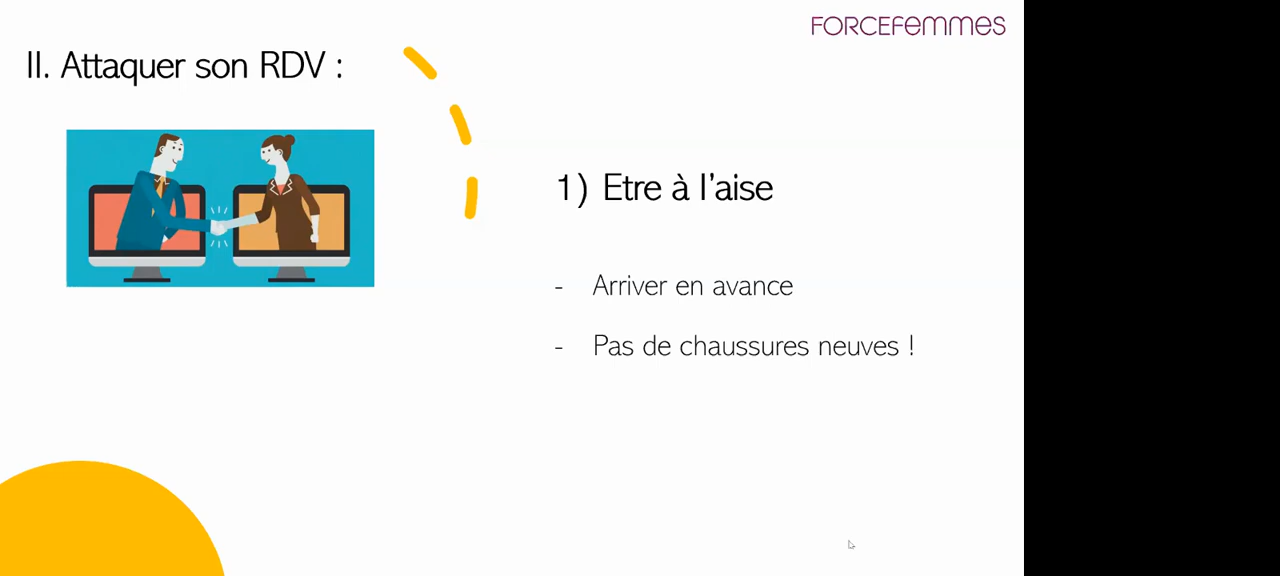 FORCEFEMMES
II. Attaquer son RDV :
1) Etre à l'aise
- Arriver en avance
- Pas de chaussures neuves !